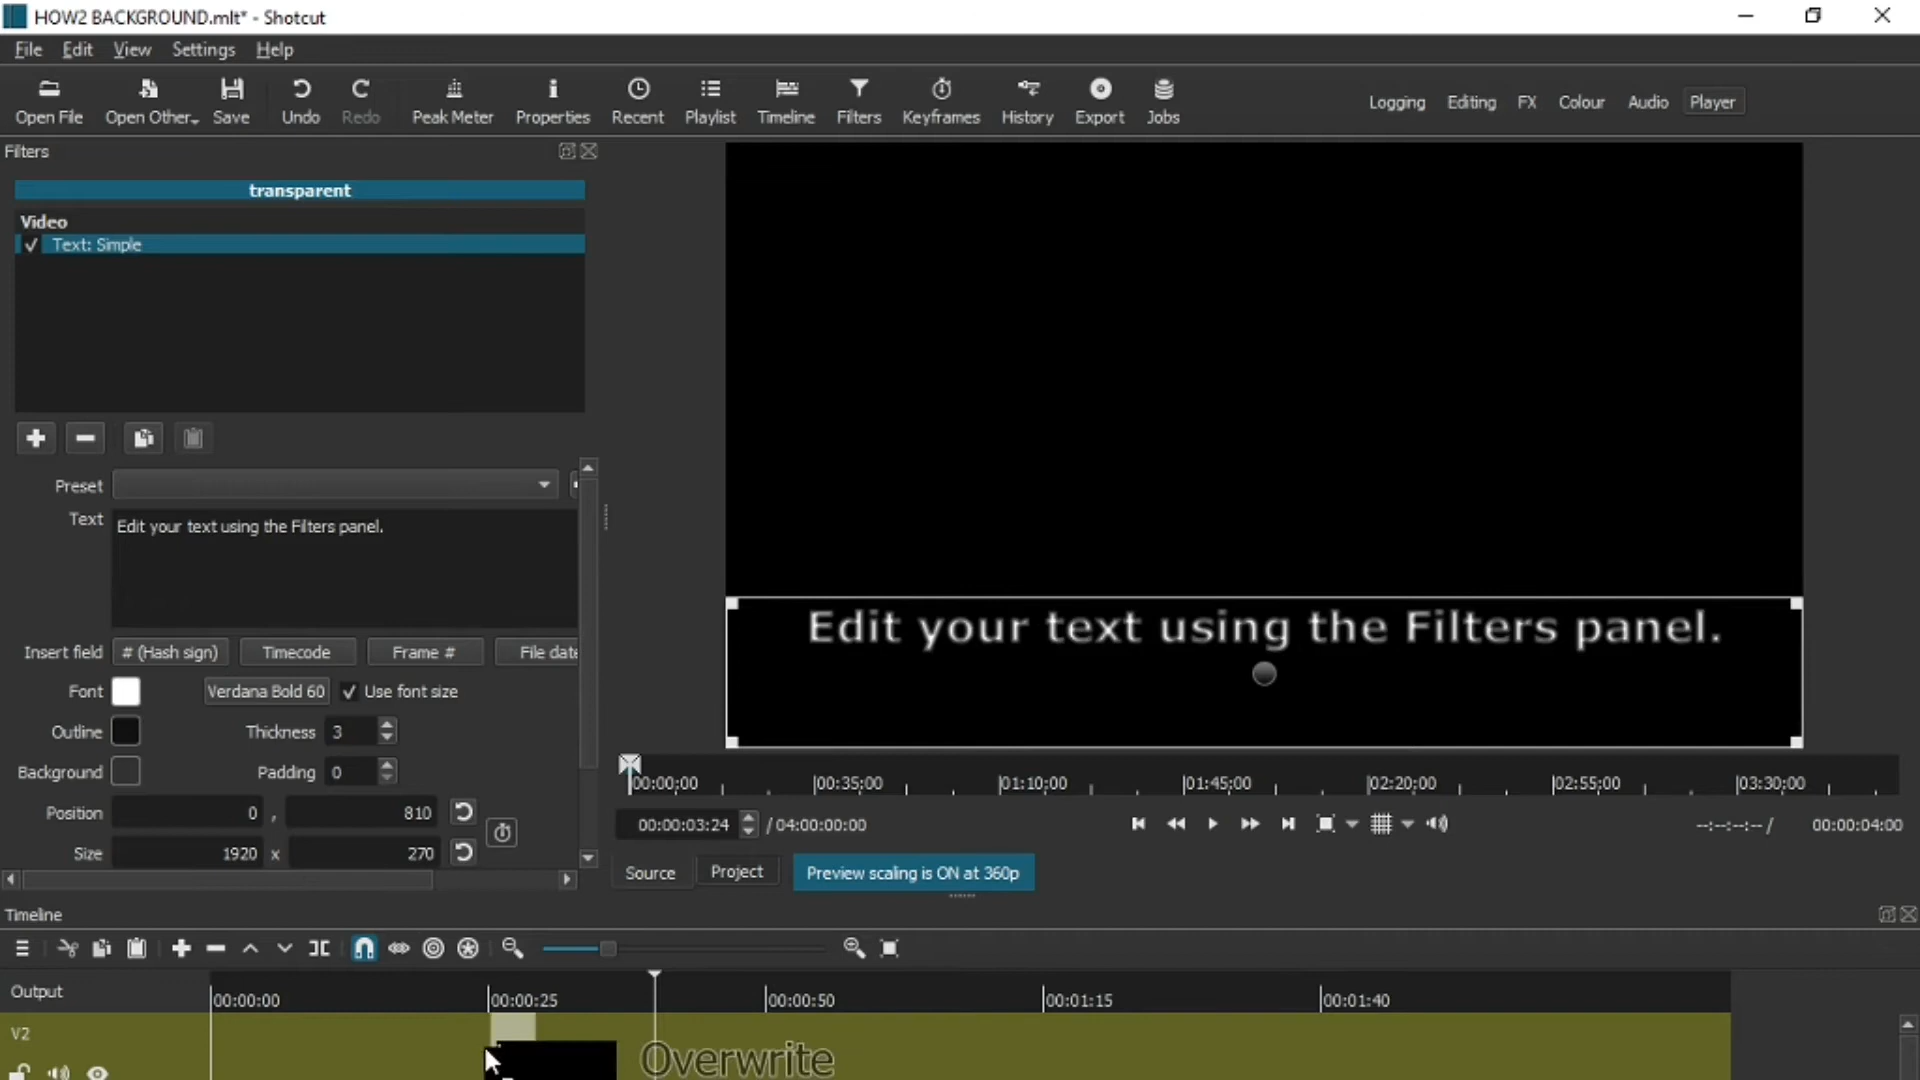 HOW2 BACKGROUND.mlt* - Shotcut
File Edit View Settings Help
Open File Open Other Save Undo Redo Peak Meter Properties Recent Playlist Timeline Filters Keyframes History Export Jobs
Logging Editing FX Colour Audio Player
Filters
transparent
Video
✓ Text: Simple
Preset
Text Edit your text using the Filters panel.
Insert field # (Hash sign) Timecode Frame # File date
Font Verdana Bold 60 ✓ Use font size
Outline Thickness 3
Background Padding 0
Position 0 , 810
Size 1920 x 270
Edit your text using the Filters panel.
00:00;00 00:35;00 01:10;00 01:45;00 02:20;00 02:55;00 03:30;00
00:00:03:24 / 04:00:00:00 --:--:--:-- / 00:00:04:00
Source Project Preview scaling is ON at 360p
Timeline
Output 00:00:00 00:00:25 00:00:50 00:01:15 00:01:40
V2
Overwrite